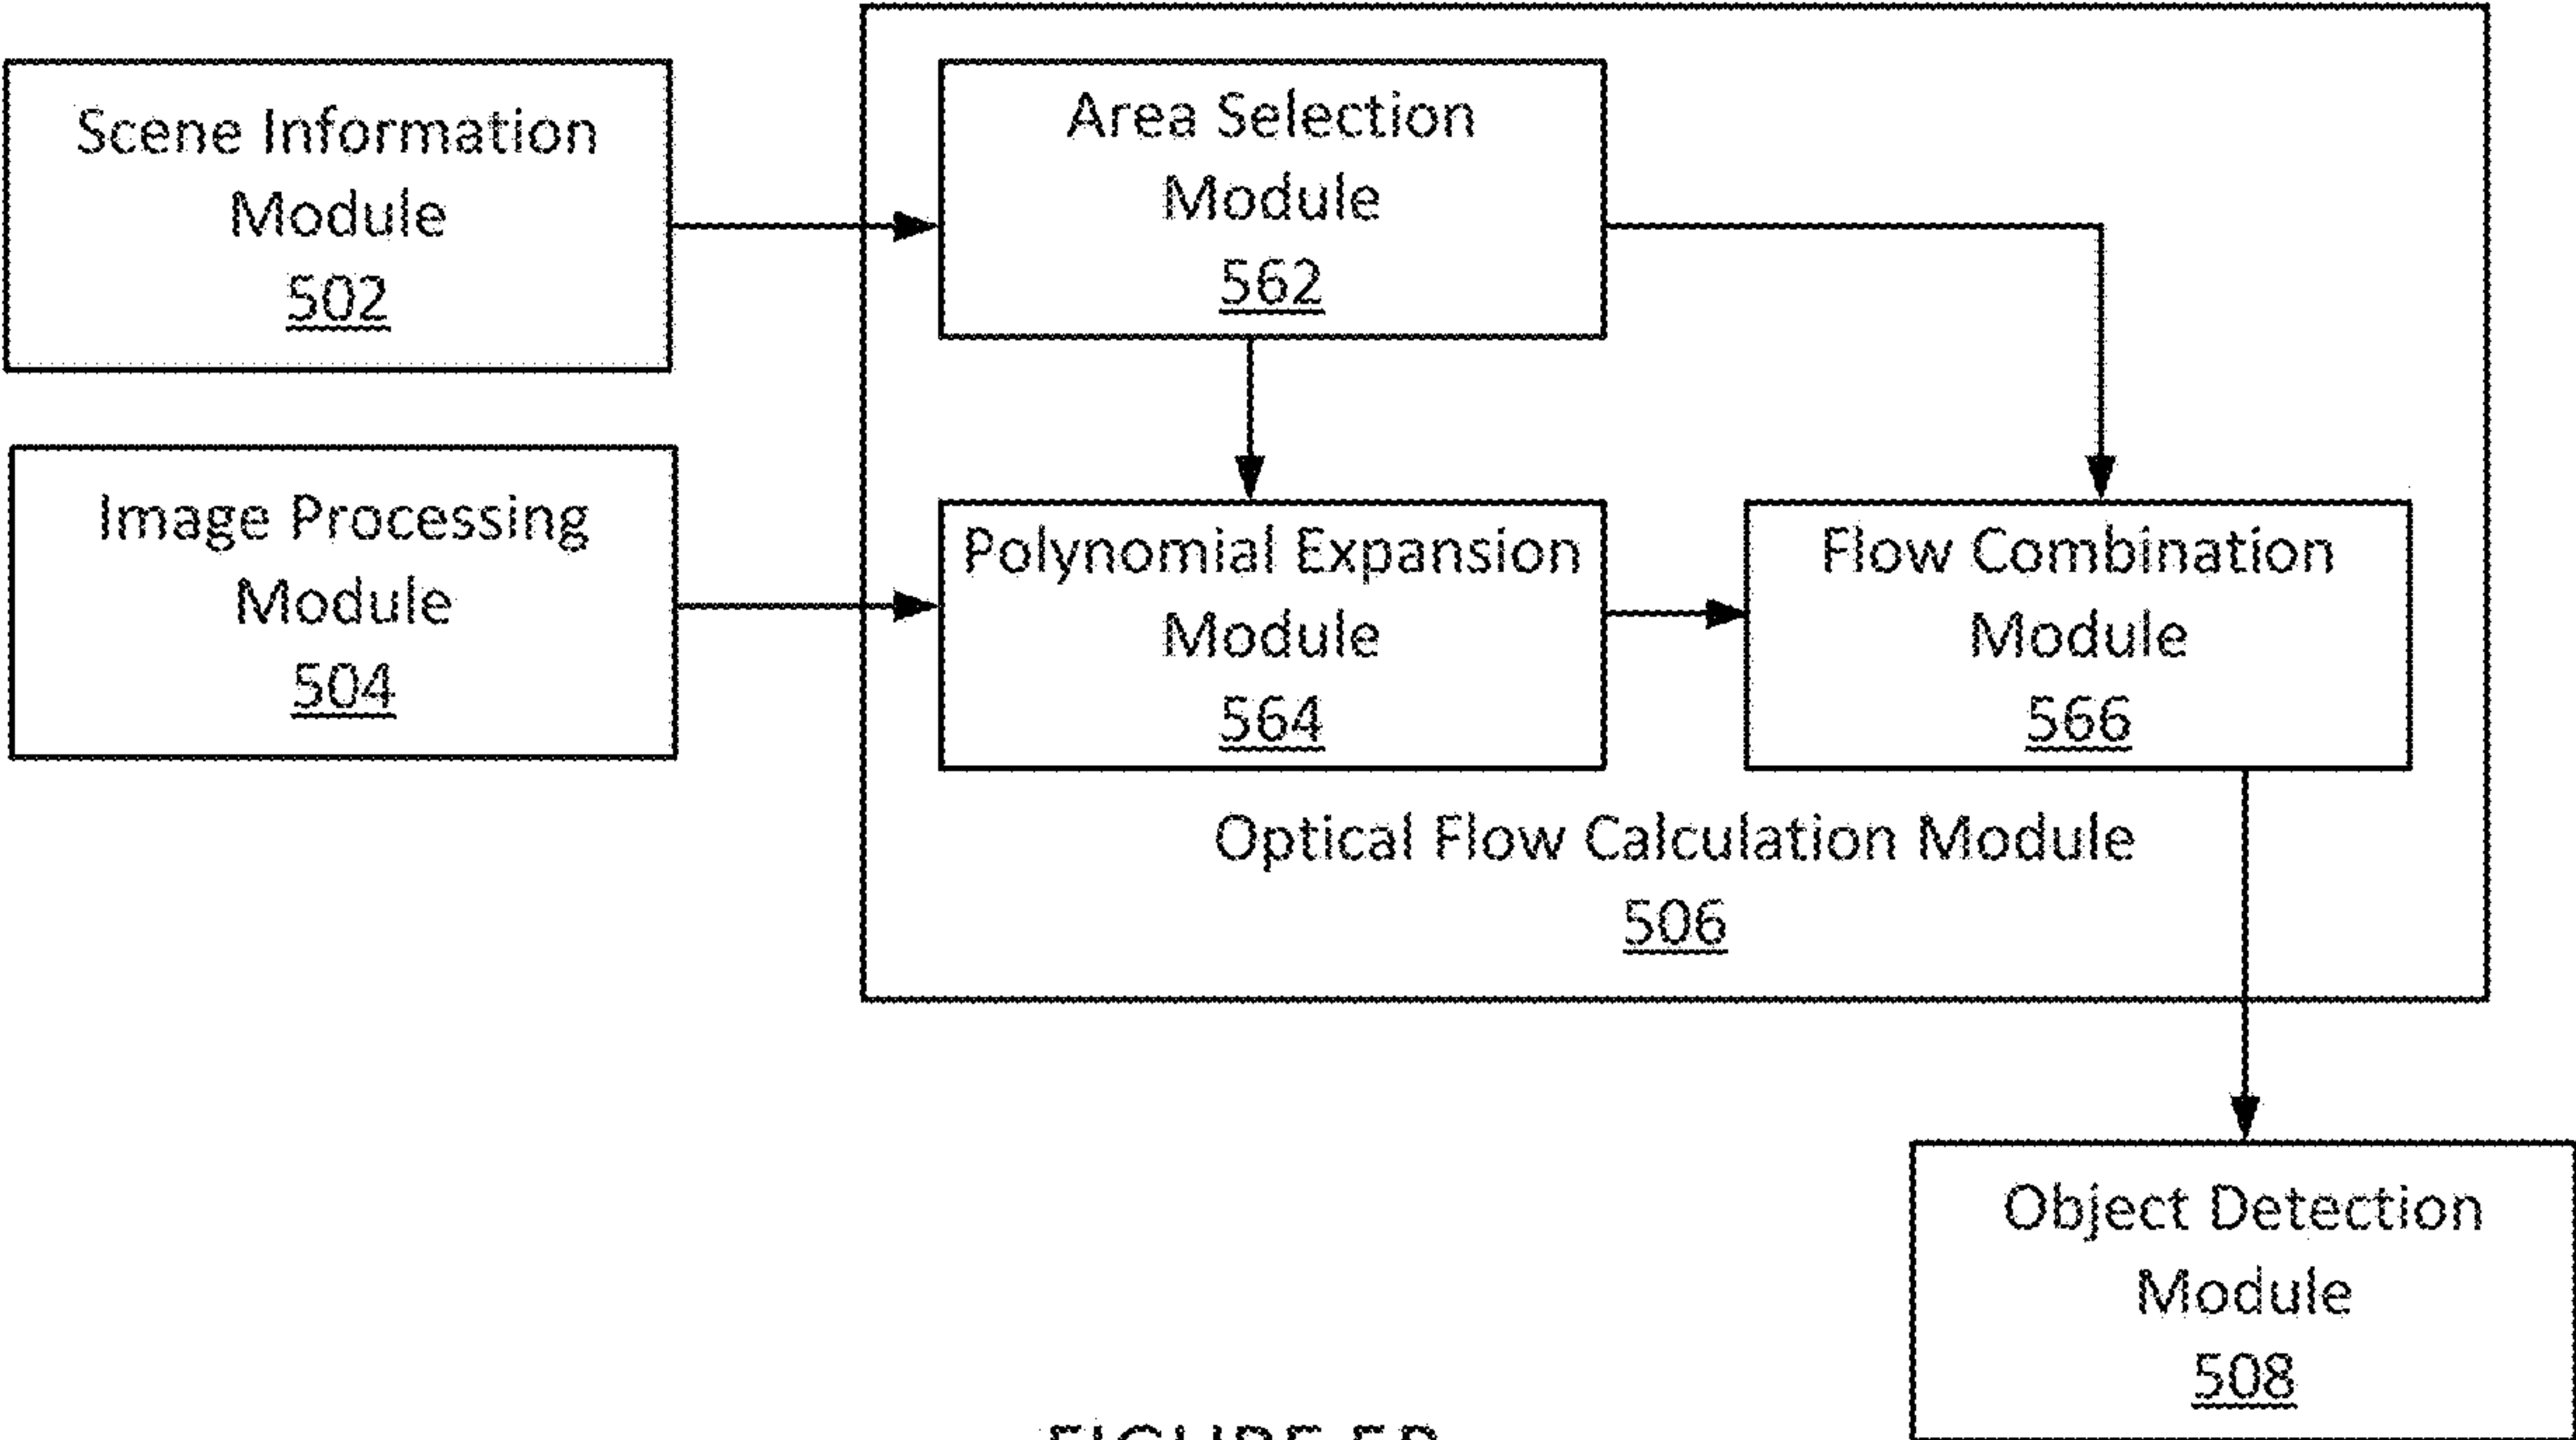 Scene Information
Module
502
Area Selection
Module
562
Image Processing
Module
504
Polynomial Expansion
Module
564
Flow Combination
Module
566
Optical Flow Calculation Module
506
Object Detection
Module
508